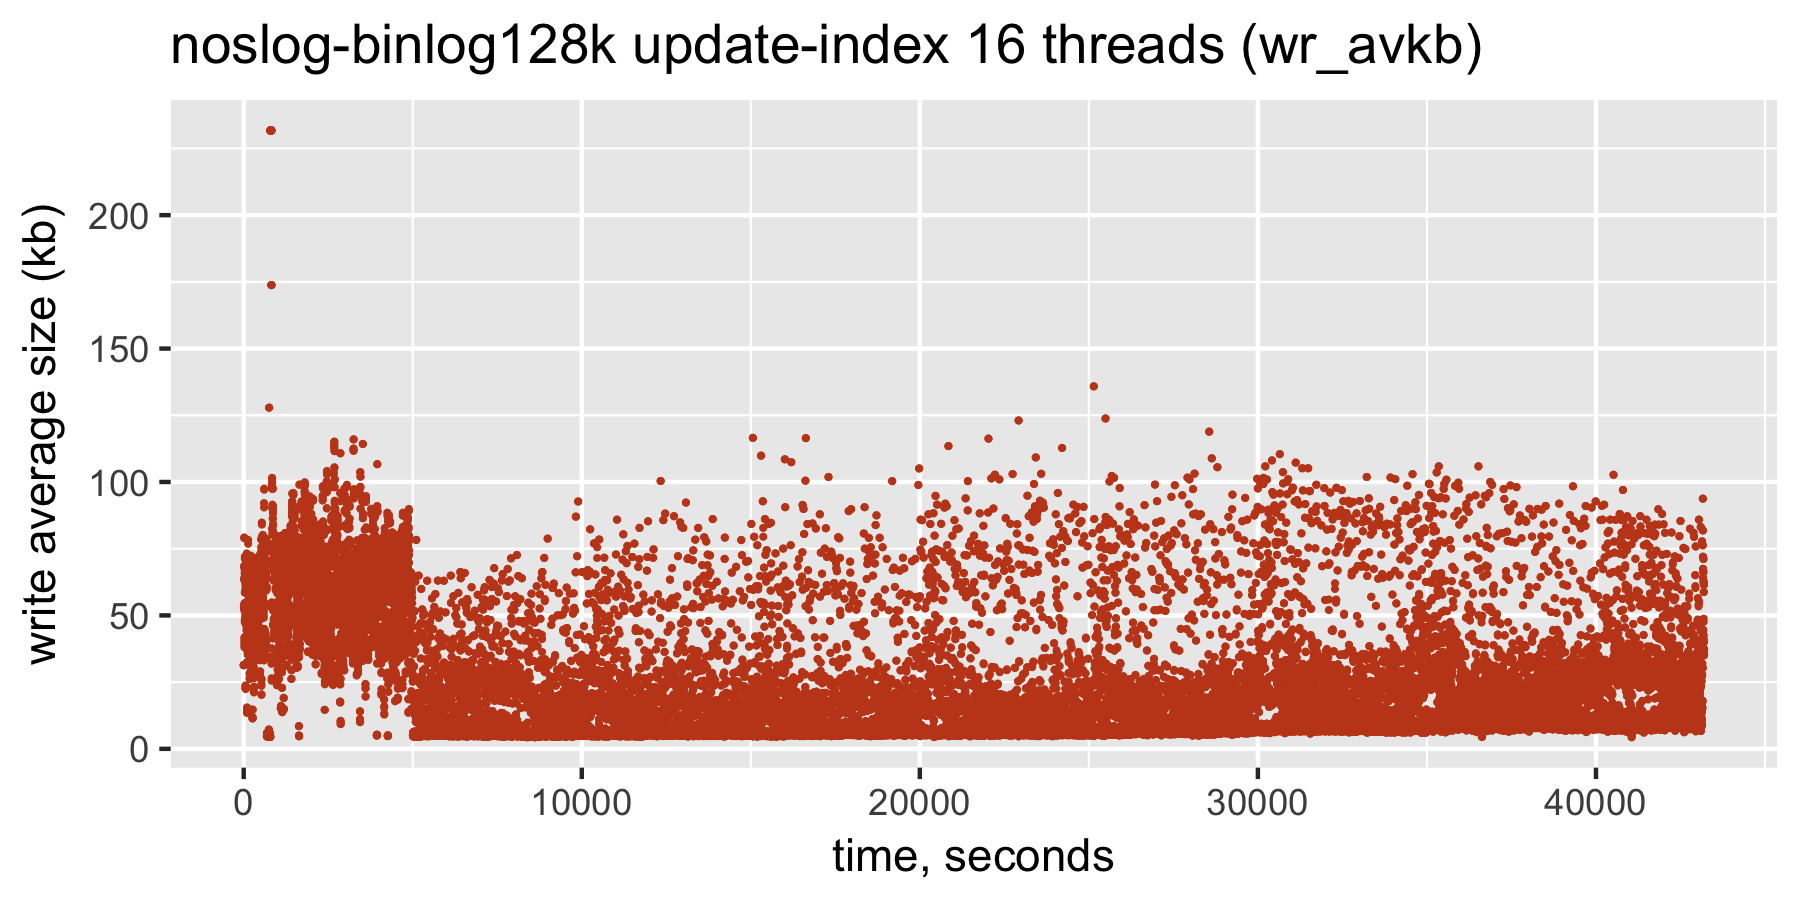 noslog-binlog128k update-index 16 threads (wr_avkb)
write average size (kb)
200
150
100
50
0
0 10000 20000 30000 40000
time, seconds